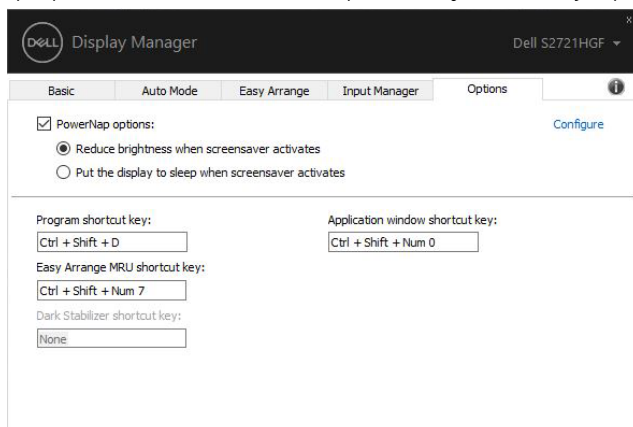 DELL Display Manager
Dell S2721HGF
Basic Auto Mode Easy Arrange Input Manager Options
PowerNap options:
Configure
Reduce brightness when screensaver activates
Put the display to sleep when screensaver activates
Program shortcut key:
Application window shortcut key:
Ctrl + Shift + D
Ctrl + Shift + Num 0
Easy Arrange MRU shortcut key:
Ctrl + Shift + Num 7
Dark Stabilizer shortcut key:
None